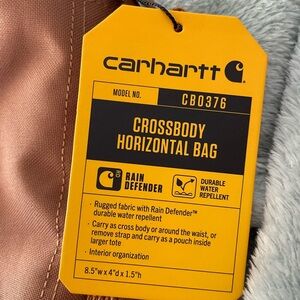 carhartt
MODEL NO.
CB0376
CROSSBODY
HORIZONTAL BAG
RAIN
DEFENDER
DURABLE
WATER
REPELLENT
· Rugged fabric with Rain Defender™
durable water repellent
· Carry as cross body or around the waist, or
remove strap and carry as a pouch inside
larger tote
· Interior organization
8.5"w x 4"d x 1.5"h